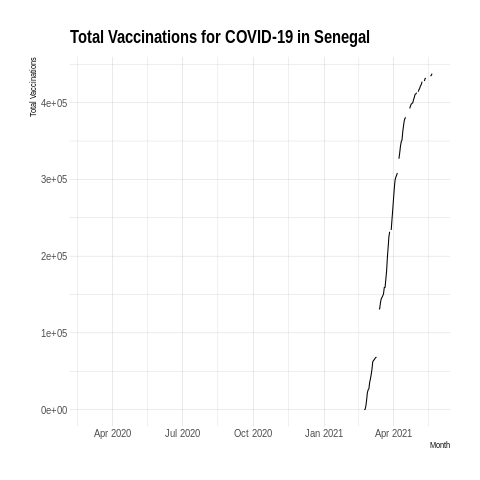 Total Vaccinations for COVID-19 in Senegal
Total Vaccinations
4e+05
3e+05
2e+05
1e+05
0e+00
Apr 2020 Jul 2020 Oct 2020 Jan 2021 Apr 2021
Month